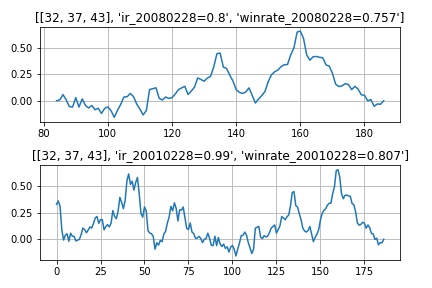 [[32, 37, 43], 'ir_20080228=0.8', 'winrate_20080228=0.757']
0.50
0.25
0.00
80 100 120 140 160 180
[[32, 37, 43], 'ir_20010228=0.99', 'winrate_20010228=0.807']
0.50
0.25
0.00
0 25 50 75 100 125 150 175